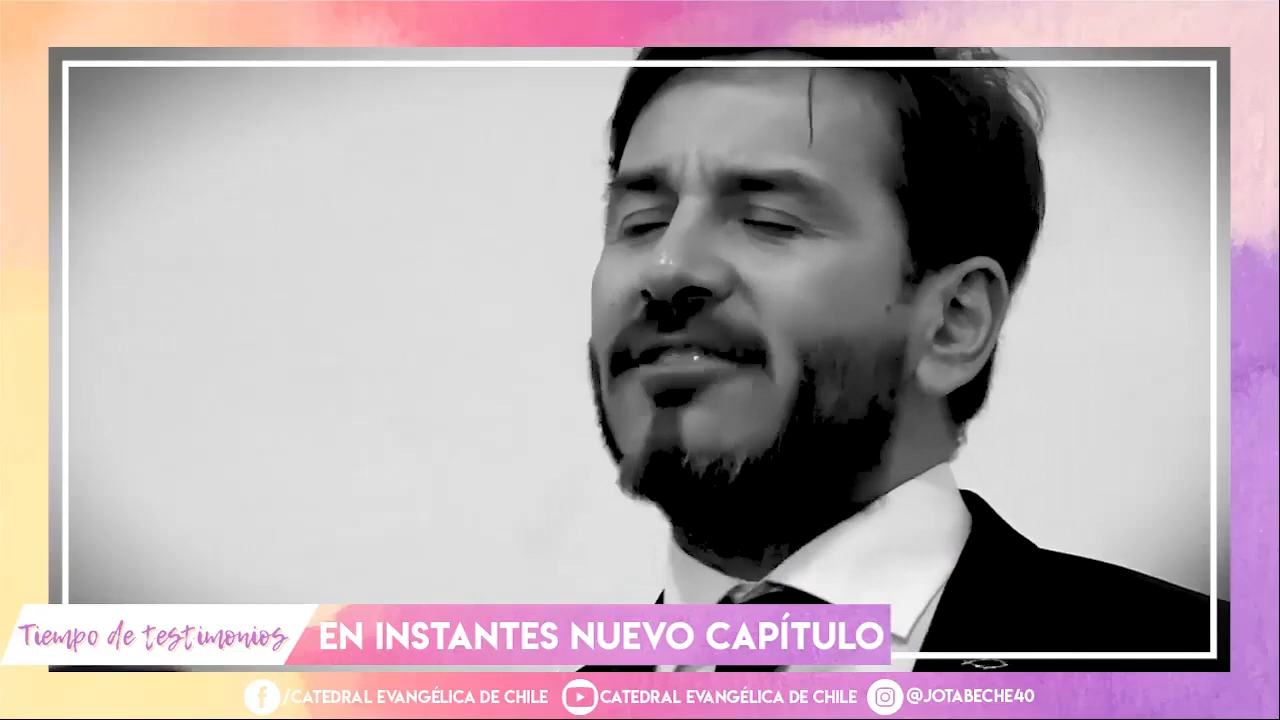 Tiempo de testimonios
EN INSTANTES NUEVO CAPÍTULO
/CATEDRAL EVANGÉLICA DE CHILE CATEDRAL EVANGÉLICA DE CHILE @JOTABECHE40